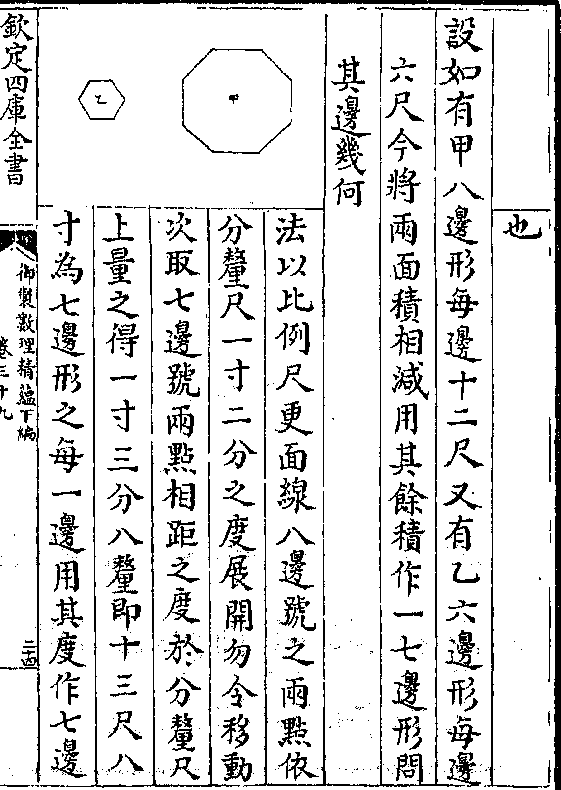 也
設如有甲八邊形每邊十二尺又有乙六邊形每邊
六尺今將兩面積相減用其餘積作一七邊形問
其邊幾何
法以比例尺更面線八邊號之兩點依
分釐尺一寸二分之度展開勿令移動
次取七邊號兩點相距之度於分釐尺
上量之得一寸三分八釐即十三尺八
寸為七邊形之每一邊用其度作七邊
甲
乙
欽定四庫全書
御製數理精蘊下編
卷三十九
二十四